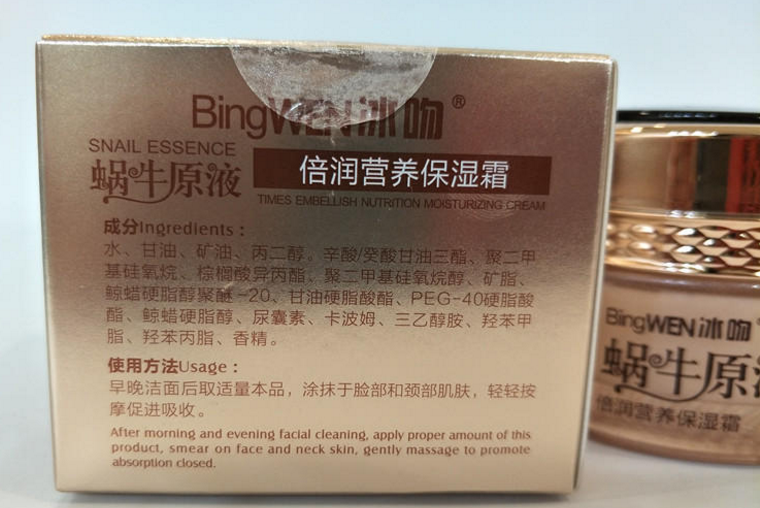 BingWEN冰吻®
SNAIL ESSENCE
蜗牛原液
倍润营养保湿霜
TIMES EMBELLISH NUTRITION MOISTURIZING CREAM
成分Ingredients：
水、甘油、矿油、丙二醇。辛酸/癸酸甘油三酯、聚二甲
基硅氧烷、棕榈酸异丙酯、聚二甲基硅氧烷醇、矿脂、
鲸蜡硬脂醇聚醚-20、甘油硬脂酸酯、PEG-40硬脂酸
酯、鲸蜡硬脂醇、尿囊素、卡波姆、三乙醇胺、羟苯甲
脂、羟苯丙脂、香精。
使用方法Usage：
早晚洁面后取适量本品，涂抹于脸部和颈部肌肤，轻轻按
摩促进吸收。
After morning and evening facial cleaning, apply proper amount of this
product, smear on face and neck skin, gently massage to promote
absorption closed.
BingWEN冰吻
蜗牛原液
倍润营养保湿霜